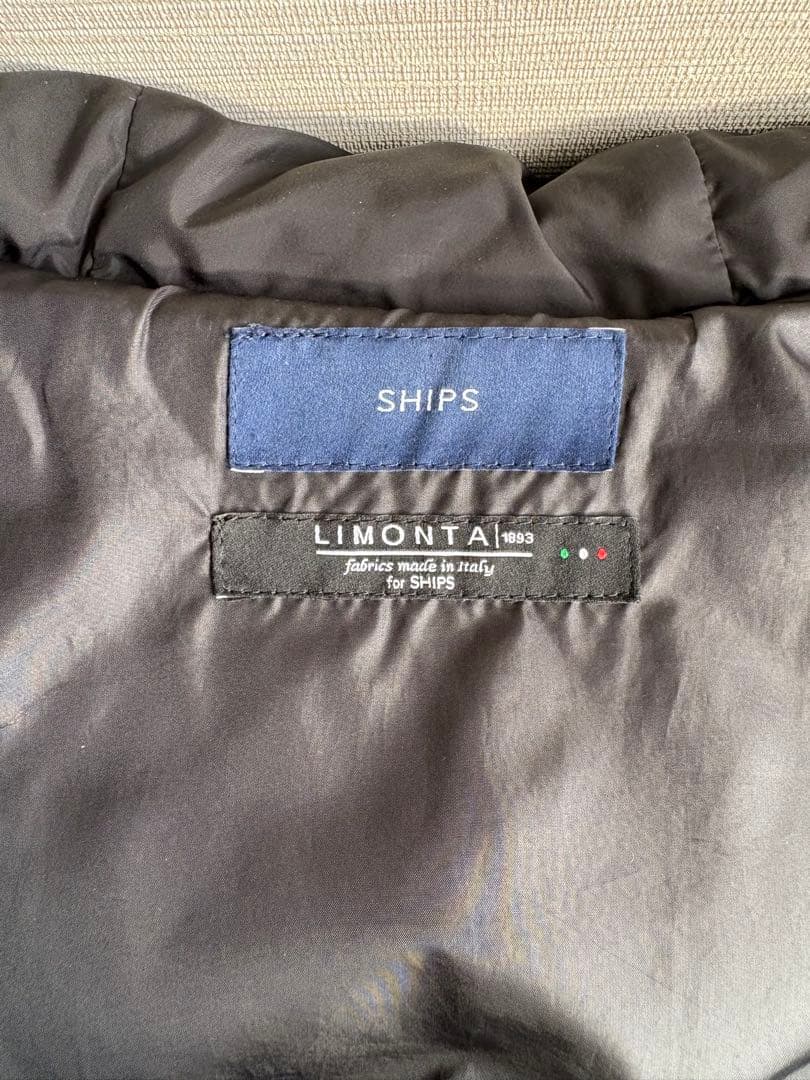 SHIPS
LIMONTA|1893
fabrics made in Italy
for SHIPS